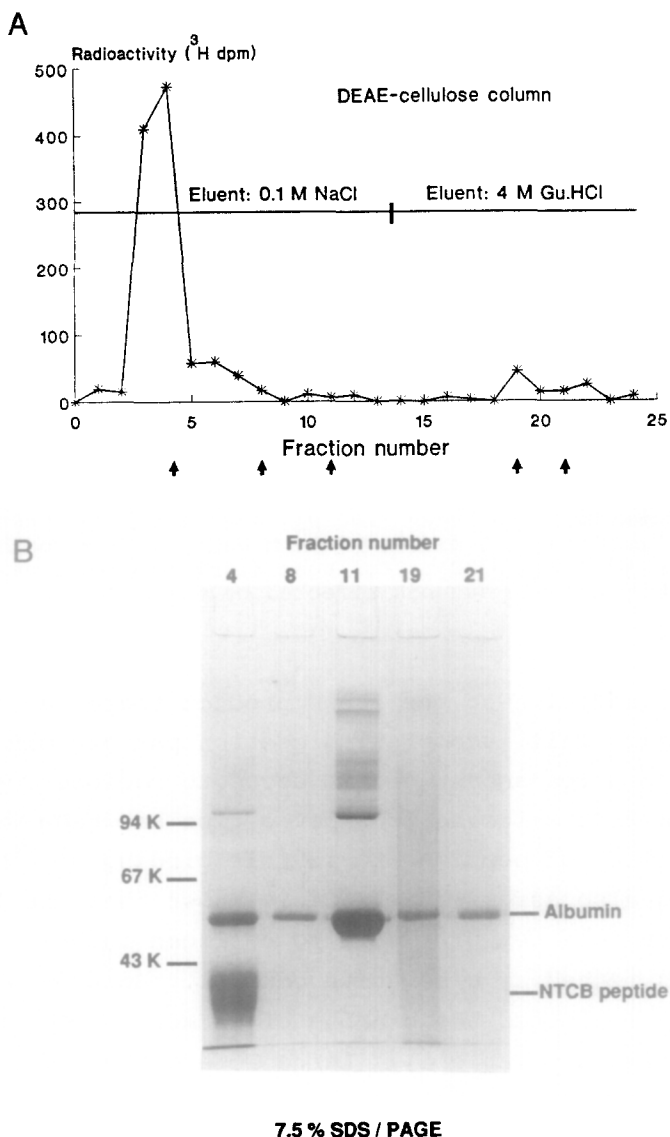 A
Radioactivity (³H dpm)
500
DEAE-cellulose column
400
Eluent: 0.1 M NaCl
Eluent: 4 M Gu.HCl
300
200
100
0
0 5 10 15 20 25
Fraction number
B
Fraction number
4 8 11 19 21
94 K
67 K
Albumin
43 K
NTCB peptide
7.5 % SDS / PAGE